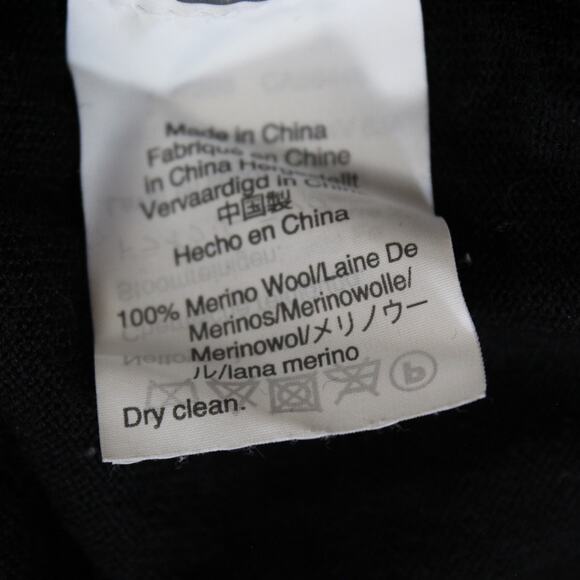 Made in China
Fabriqué en Chine
in China Hergestellt
Vervaardigd in China
中国製
Hecho en China
100% Merino Wool/Laine De
Merinos/Merinowolle/
Merinowol/メリノウー
ル/lana merino
Dry clean.